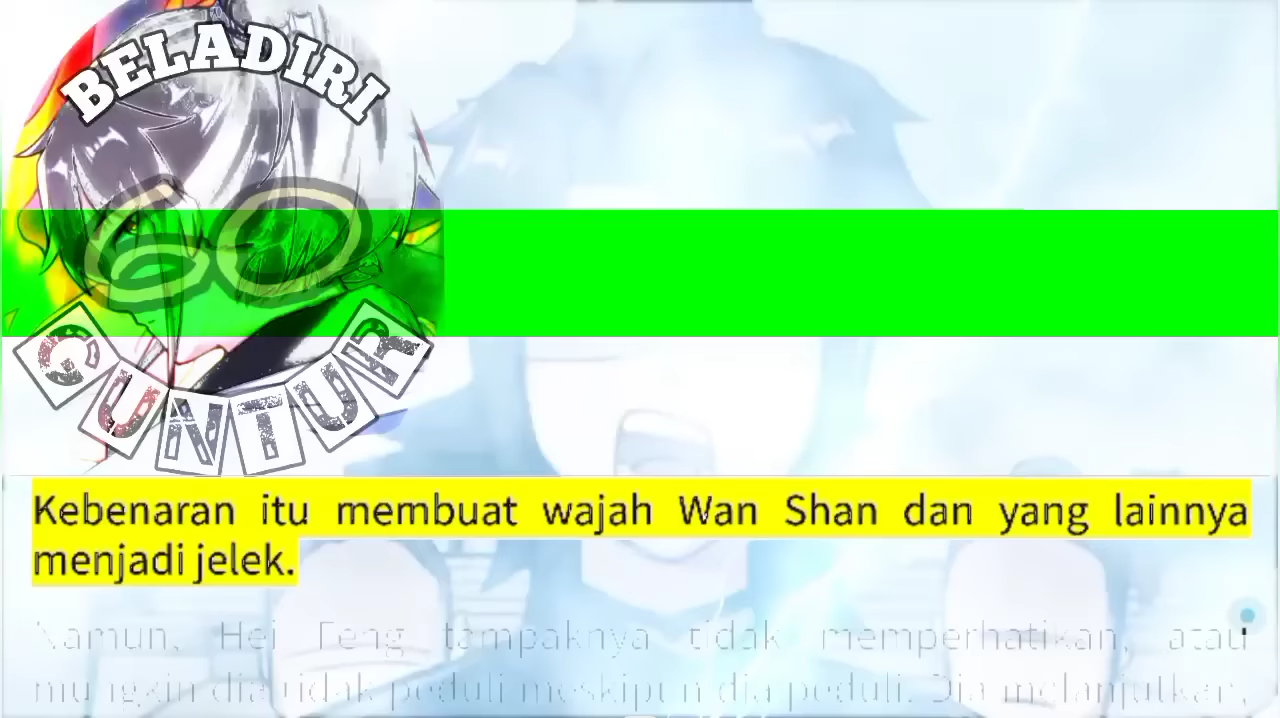 BELADIRI
GUNTUR
Kebenaran itu membuat wajah Wan Shan dan yang lainnya
menjadi jelek.
Namun, Hei Feng tampaknya tidak memperhatikan, atau
mungkin dia tidak peduli meskipun dia peduli. Dia melanjutkan,